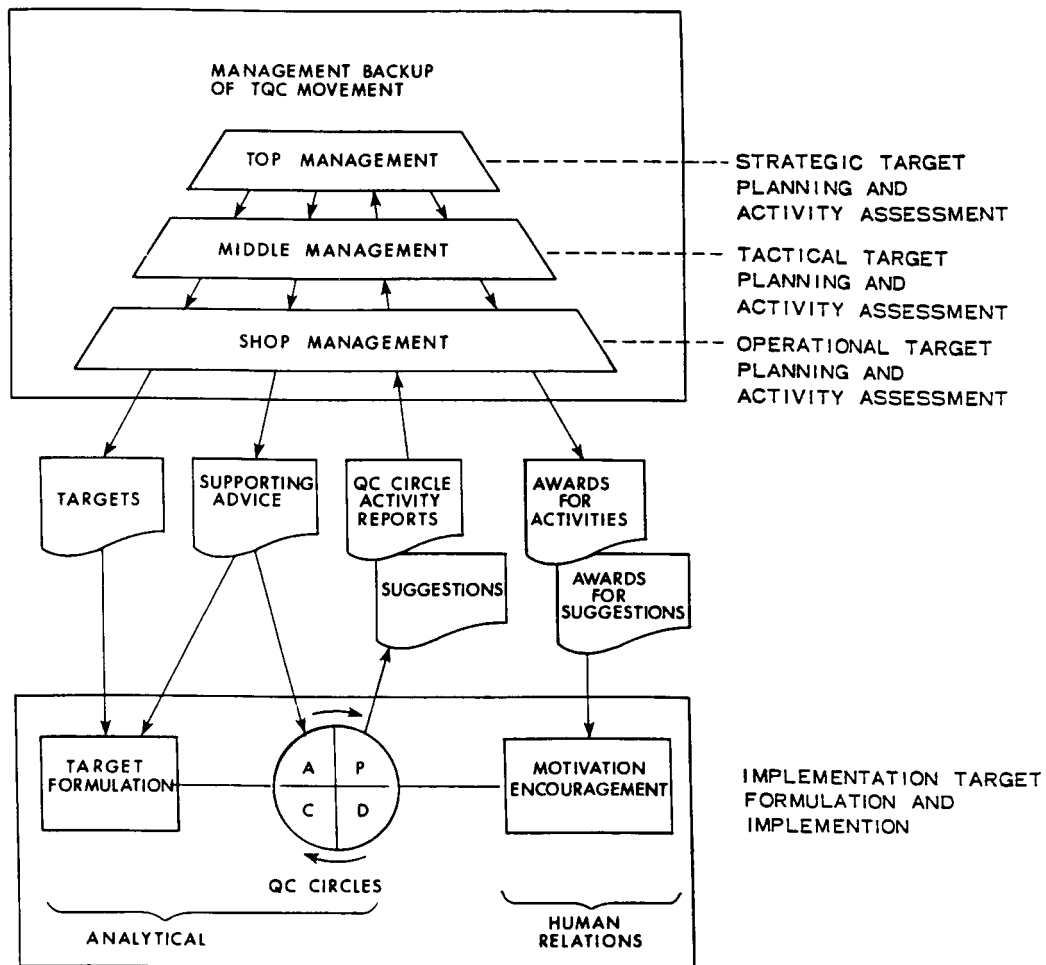 MANAGEMENT BACKUP
OF TQC MOVEMENT
TOP MANAGEMENT
STRATEGIC TARGET
PLANNING AND
ACTIVITY ASSESSMENT
MIDDLE MANAGEMENT
TACTICAL TARGET
PLANNING AND
ACTIVITY ASSESSMENT
SHOP MANAGEMENT
OPERATIONAL TARGET
PLANNING AND
ACTIVITY ASSESSMENT
TARGETS
SUPPORTING
ADVICE
QC CIRCLE
ACTIVITY
REPORTS
SUGGESTIONS
AWARDS
FOR
ACTIVITIES
AWARDS
FOR
SUGGESTIONS
TARGET
FORMULATION
A P
C D
QC CIRCLES
MOTIVATION
ENCOURAGEMENT
IMPLEMENTATION TARGET
FORMULATION AND
IMPLEMENTION
ANALYTICAL
HUMAN
RELATIONS